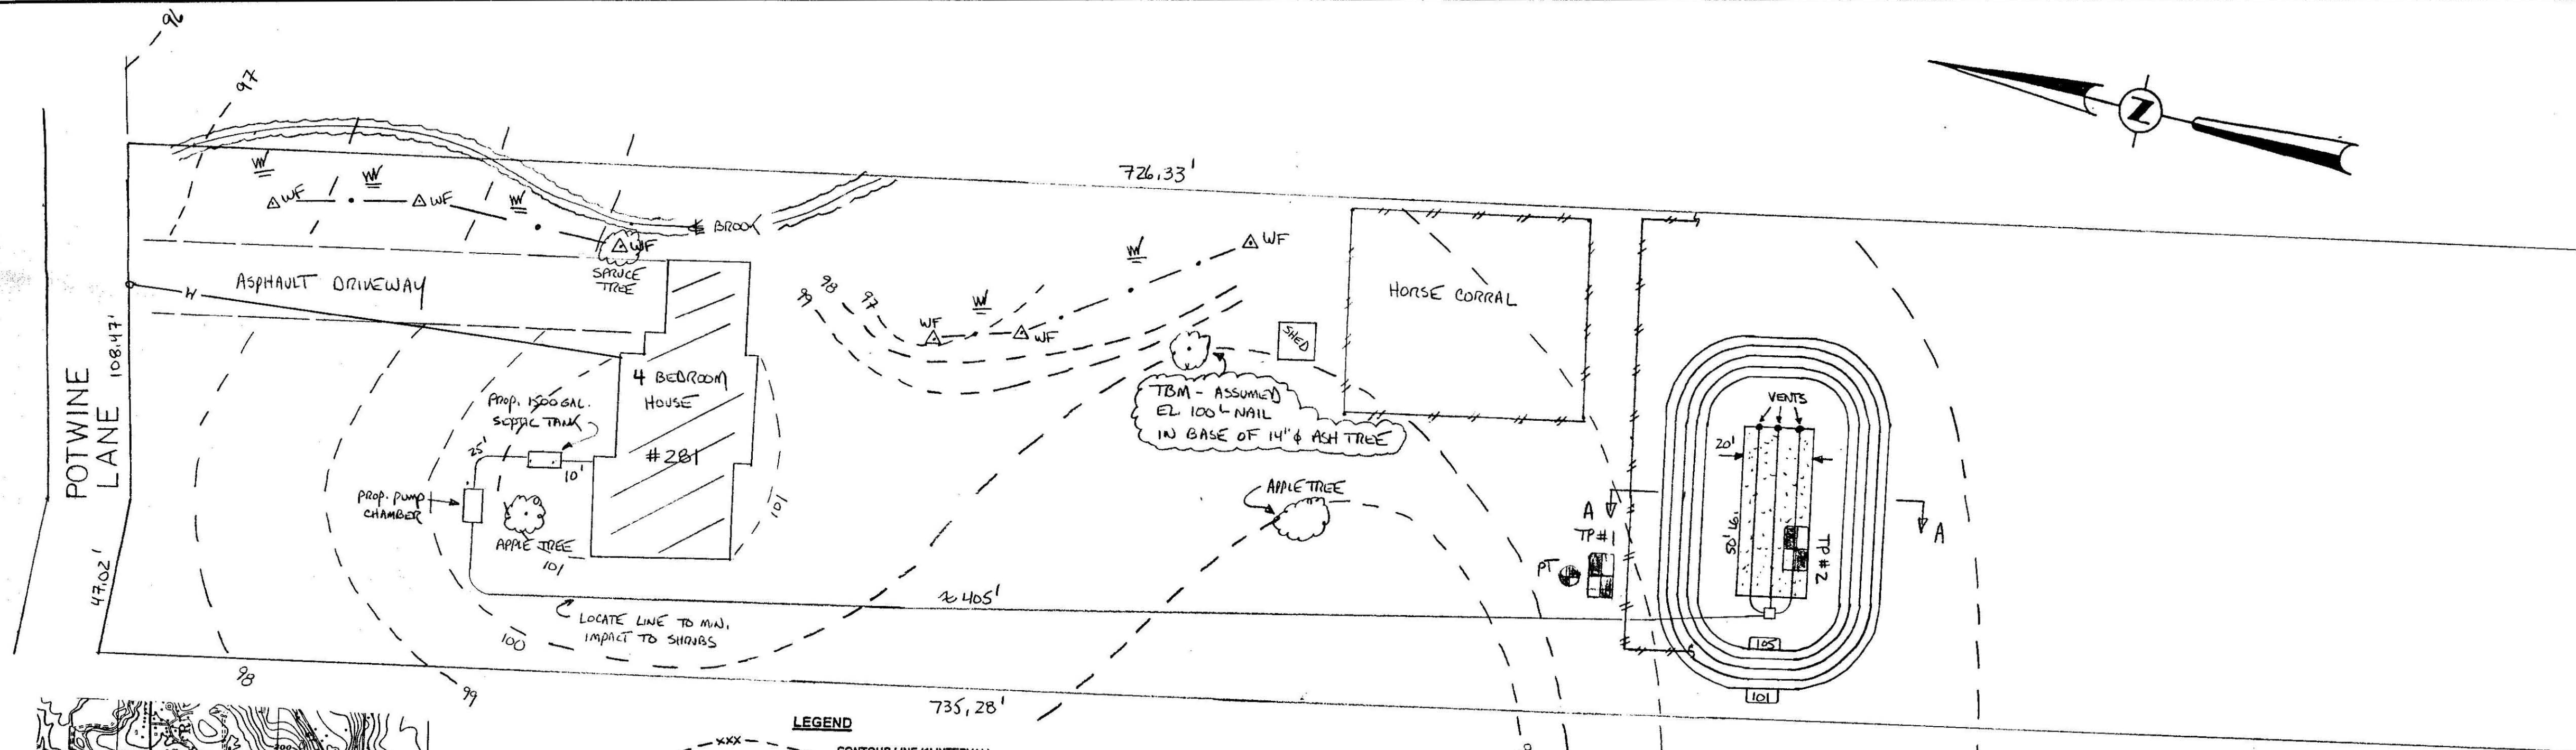 96
97
726.33'
N
W
W
W
WF
WF
WF
BROOK
SPRUCE
TREE
ASPHAULT DRIVEWAY
W
POTWINE
LANE
108.47'
47.02'
4 BEDROOM
HOUSE
#281
PROP. 1500 GAL.
SEPTIC TANK
25'
10'
PROP. PUMP
CHAMBER
APPLE TREE
101
101
99
98
97
W
W
WF
WF
WF
SHED
HORSE CORRAL
TBM - ASSUMED
EL 100 - NAIL
IN BASE OF 14" φ ASH TREE
APPLE TREE
VENTS
20'
50'
A
A
TP #1
PT
TP #2
105
101
± 405'
LOCATE LINE TO MIN.
IMPACT TO SHRUBS
100
98
99
735.28'
LEGEND
XXX